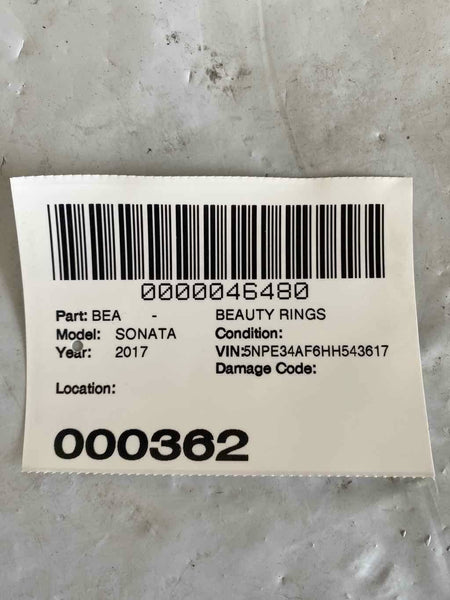 0000046480
Part: BEA - BEAUTY RINGS
Model: SONATA Condition:
Year: 2017 VIN:5NPE34AF6HH543617
Damage Code:
Location:
000362